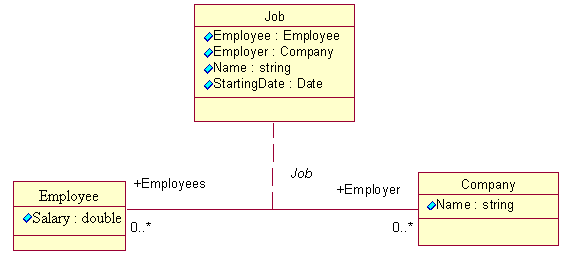 Job
Employee : Employee
Employer : Company
Name : string
StartingDate : Date
Job
+Employees
+Employer
Employee
Salary : double
0..*
0..*
Company
Name : string